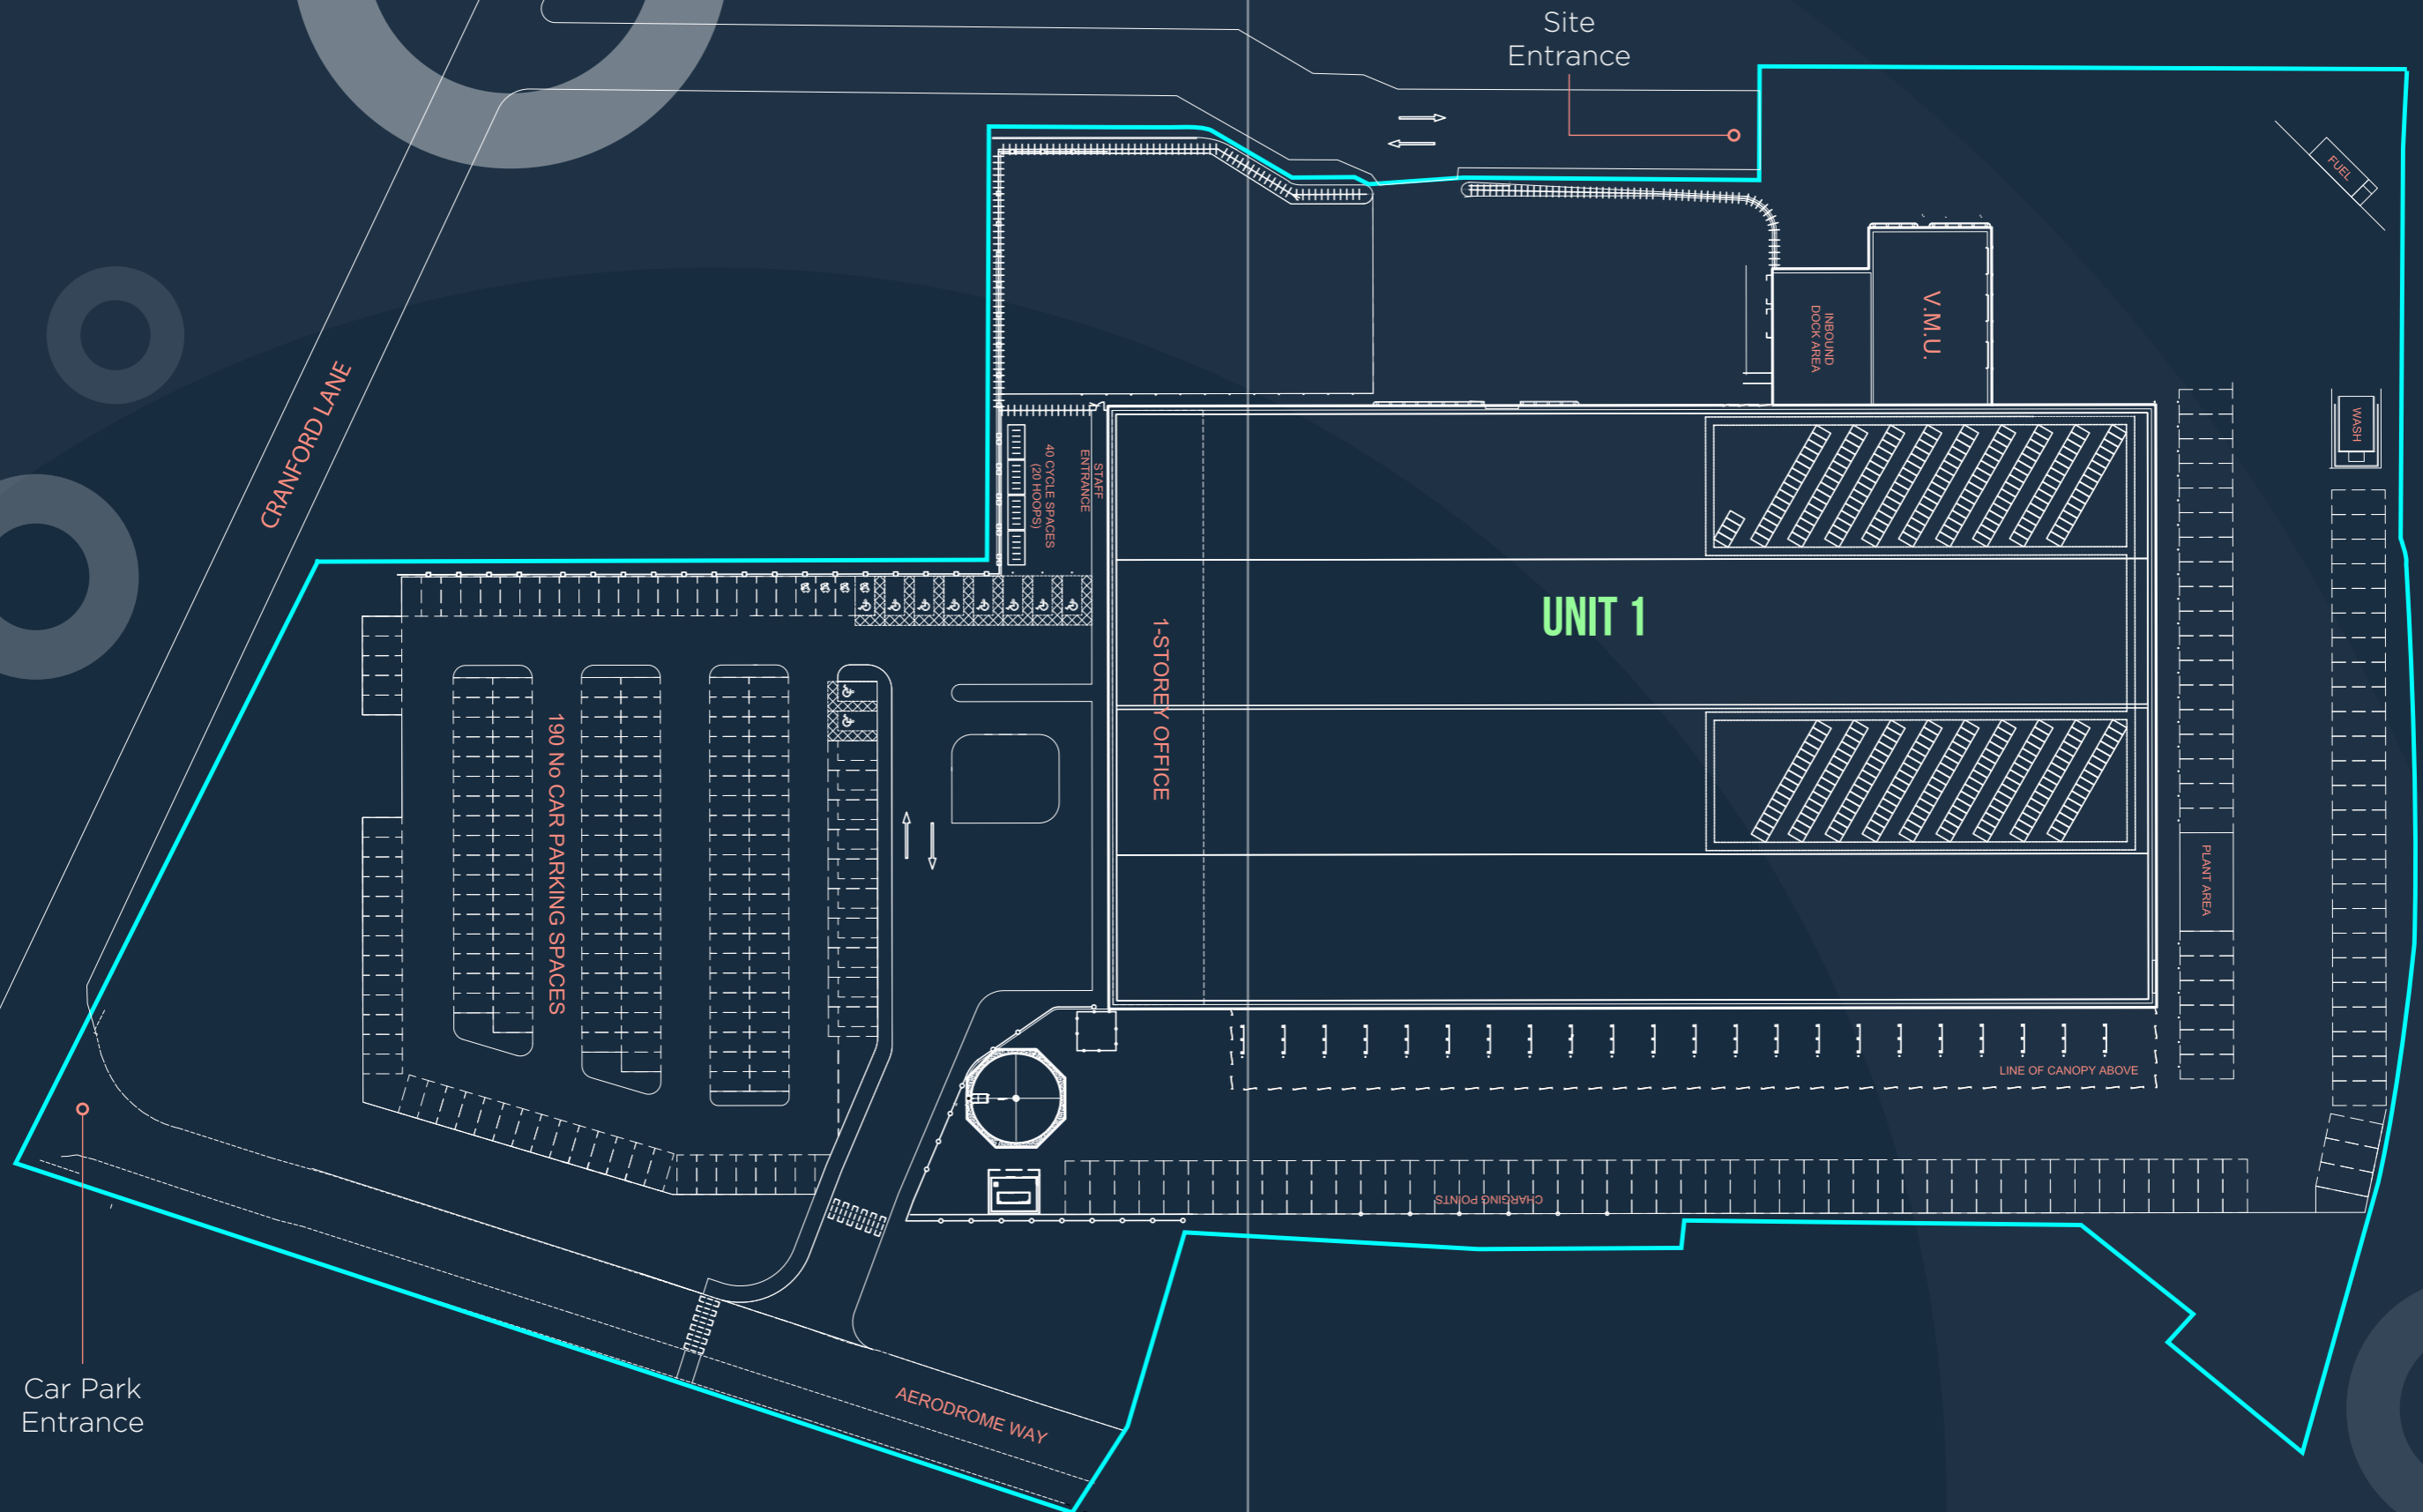 Site
Entrance
FUEL
V.M.U.
INBOUND
DOCK AREA
CRANFORD LANE
WASH
STAFF
ENTRANCE
40 CYCLE SPACES
(20 HOOPS)
UNIT 1
1-STOREY OFFICE
190 No CAR PARKING SPACES
PLANT AREA
LINE OF CANOPY ABOVE
CHARGING POINTS
Car Park
Entrance
AERODROME WAY